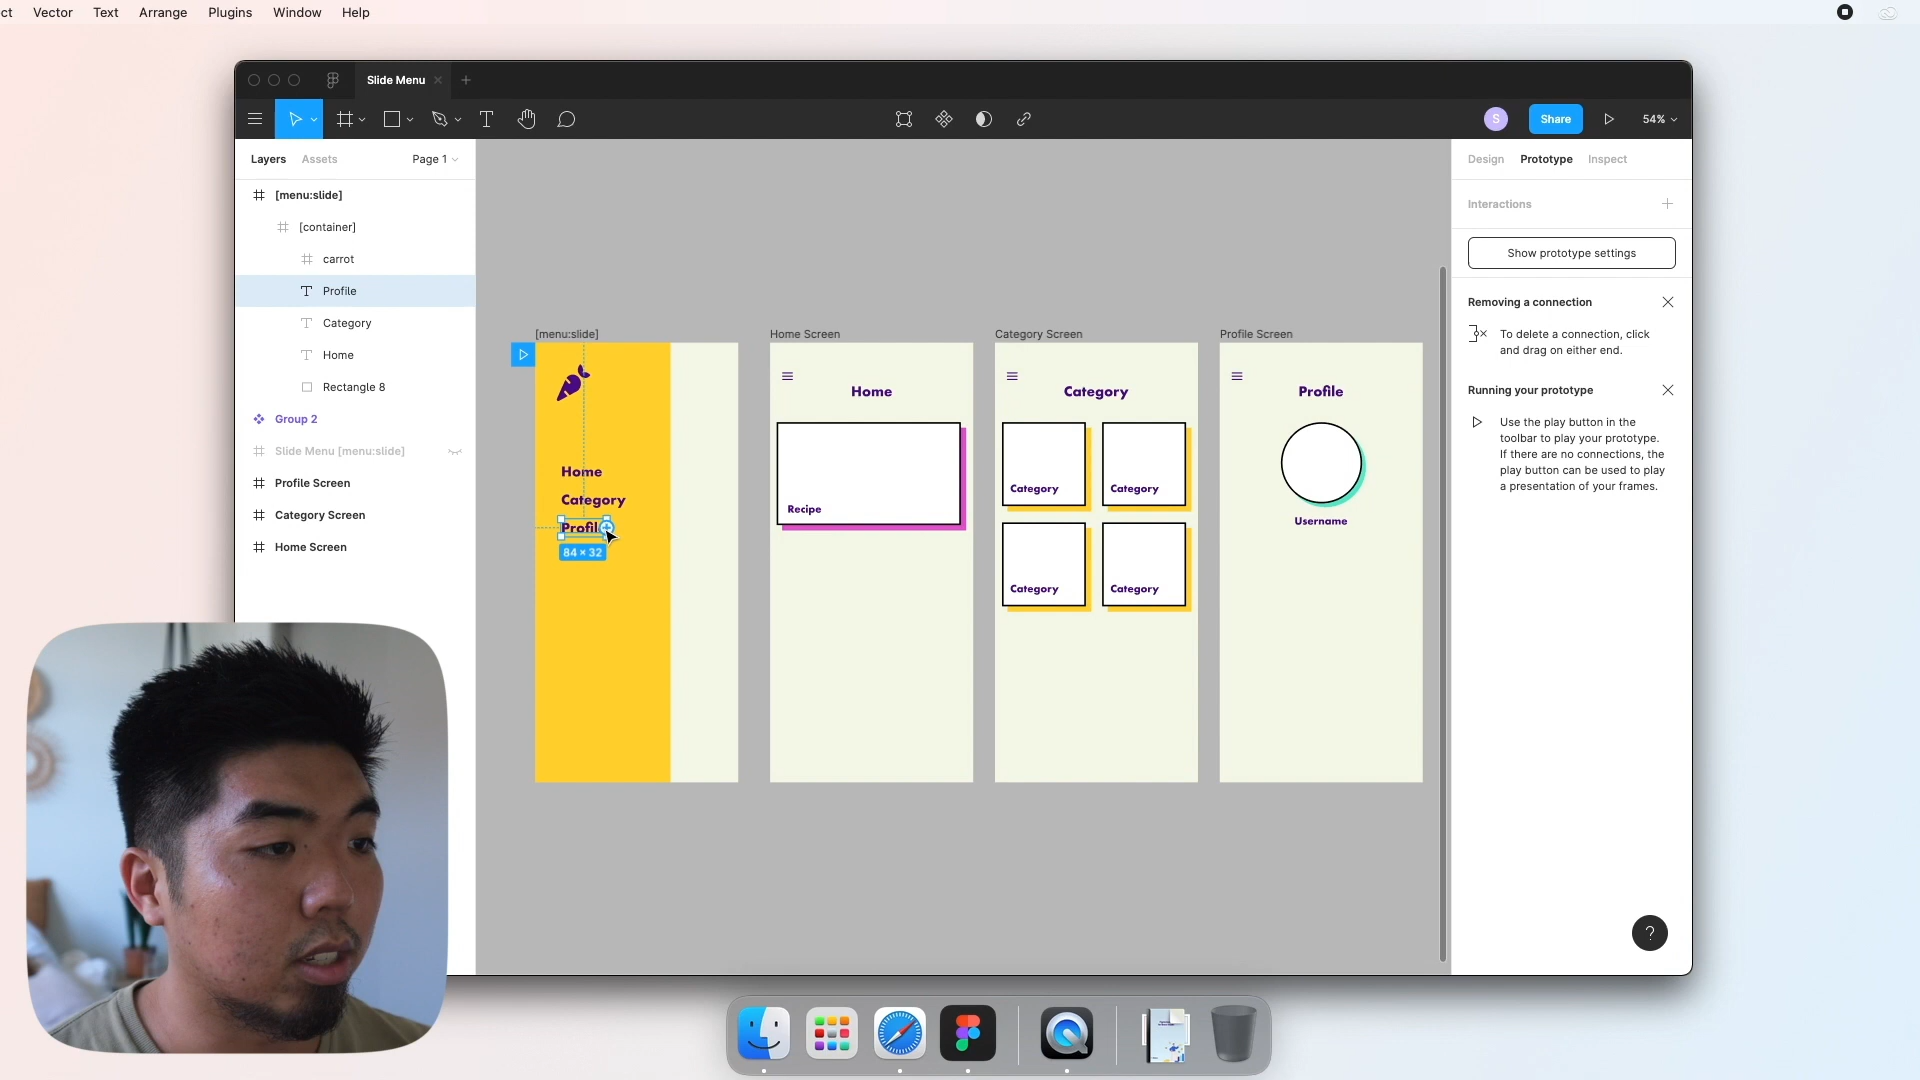 ct Vector Text Arrange Plugins Window Help
Slide Menu
S Share 54%
Layers Assets Page 1
[menu:slide]
[container]
carrot
Profile
Category
Home
Rectangle 8
Group 2
Slide Menu [menu:slide]
Profile Screen
Category Screen
Home Screen
[menu:slide]
Home
Category
Profil
84 × 32
Home Screen
Home
Recipe
Category Screen
Category
Category Category
Category Category
Profile Screen
Profile
Username
Design Prototype Inspect
Interactions
Show prototype settings
Removing a connection
To delete a connection, click
and drag on either end.
Running your prototype
Use the play button in the
toolbar to play your prototype.
If there are no connections, the
play button can be used to play
a presentation of your frames.
?